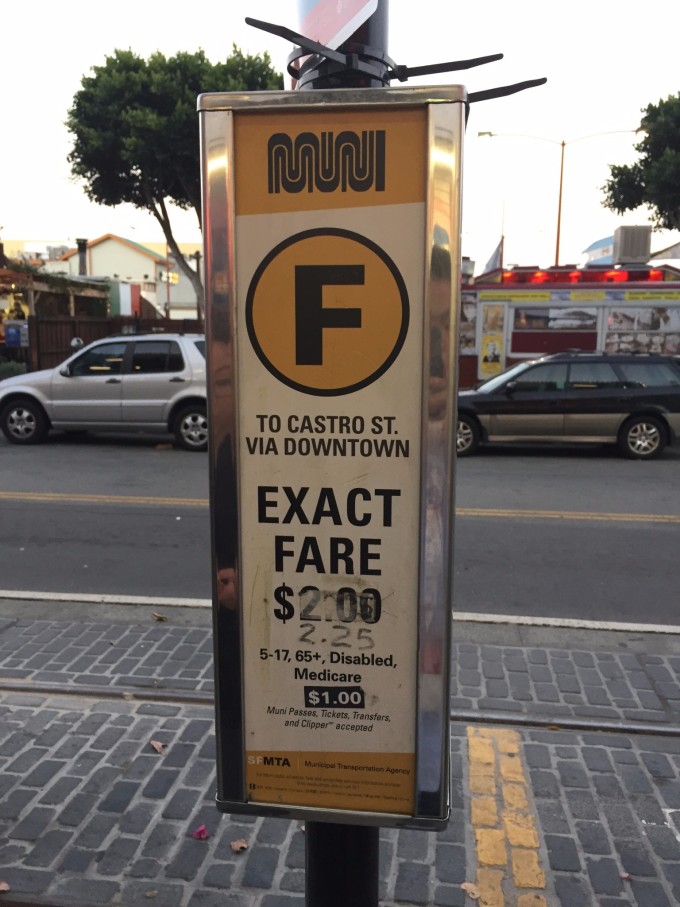 MUNI
F
TO CASTRO ST.
VIA DOWNTOWN
EXACT
FARE
$2.00
2.25
5-17, 65+, Disabled,
Medicare
$1.00
Muni Passes, Tickets, Transfers,
and Clipper℠ accepted
SFMTA Municipal Transportation Agency